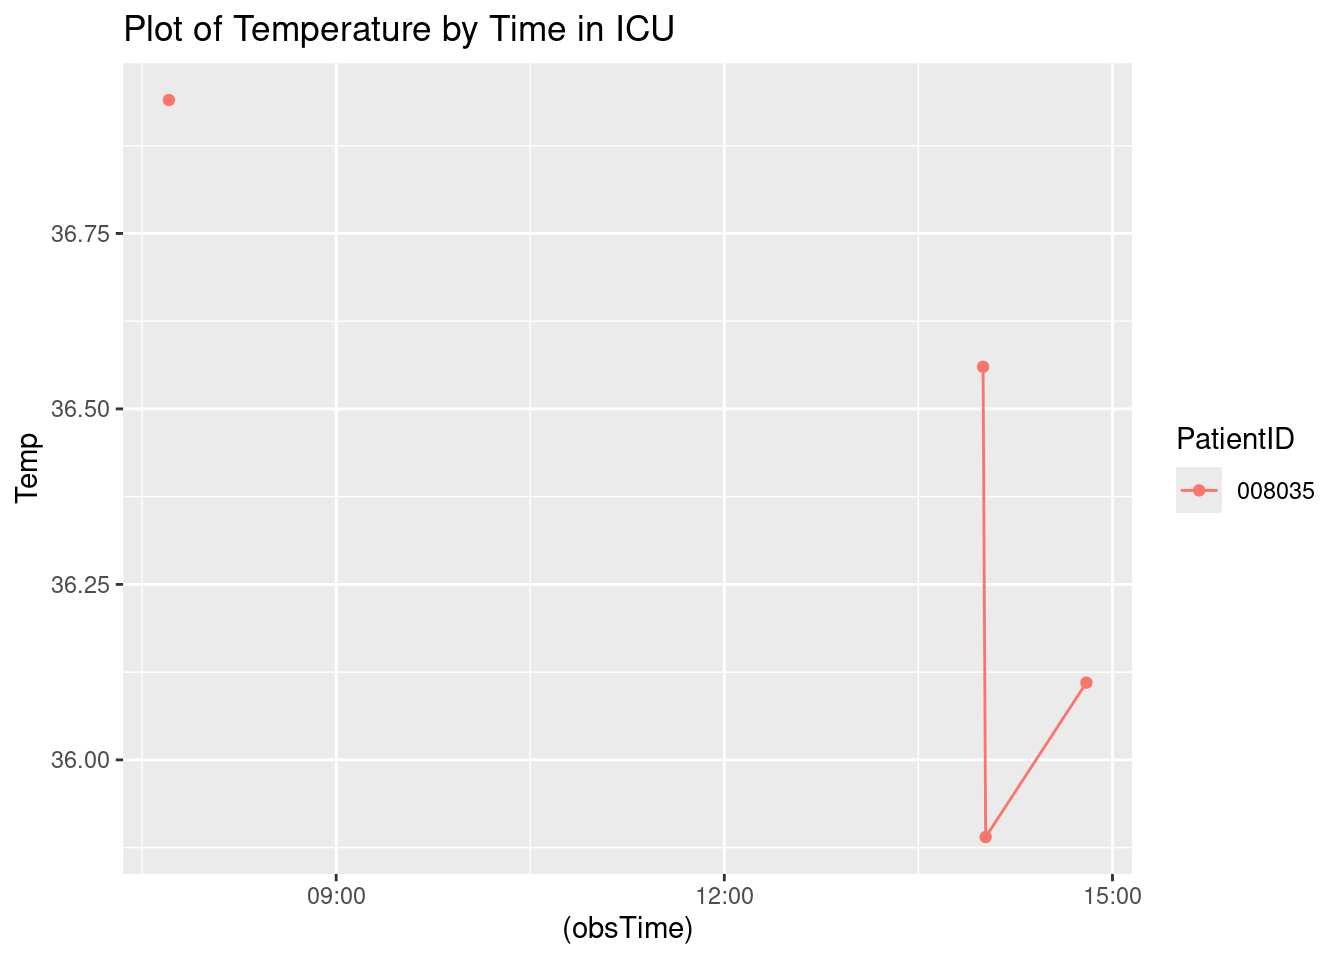 Plot of Temperature by Time in ICU
36.75
36.50
36.25
36.00
Temp
09:00 12:00 15:00
(obsTime)
PatientID
008035